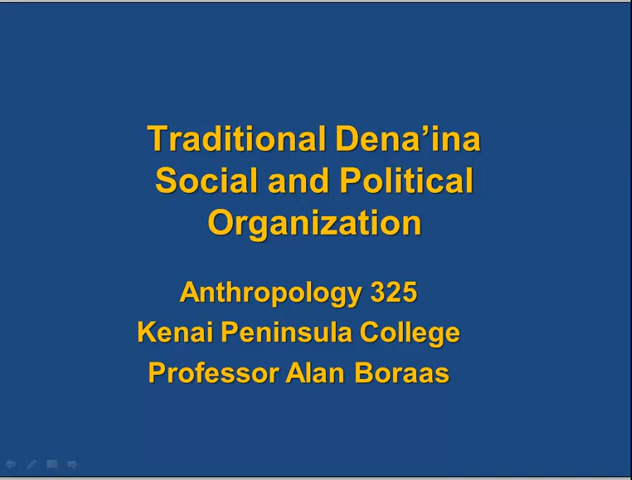 Traditional Dena’ina
Social and Political
Organization
Anthropology 325
Kenai Peninsula College
Professor Alan Boraas